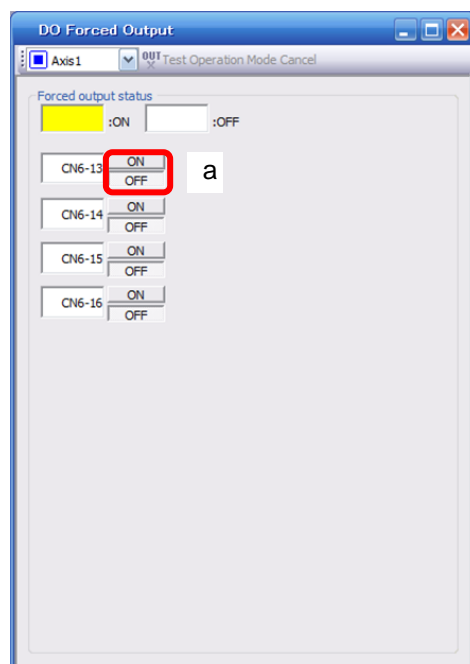 DO Forced Output
Axis1 OUT Test Operation Mode Cancel
Forced output status
:ON :OFF
CN6-13 ON
OFF
a
CN6-14 ON
OFF
CN6-15 ON
OFF
CN6-16 ON
OFF